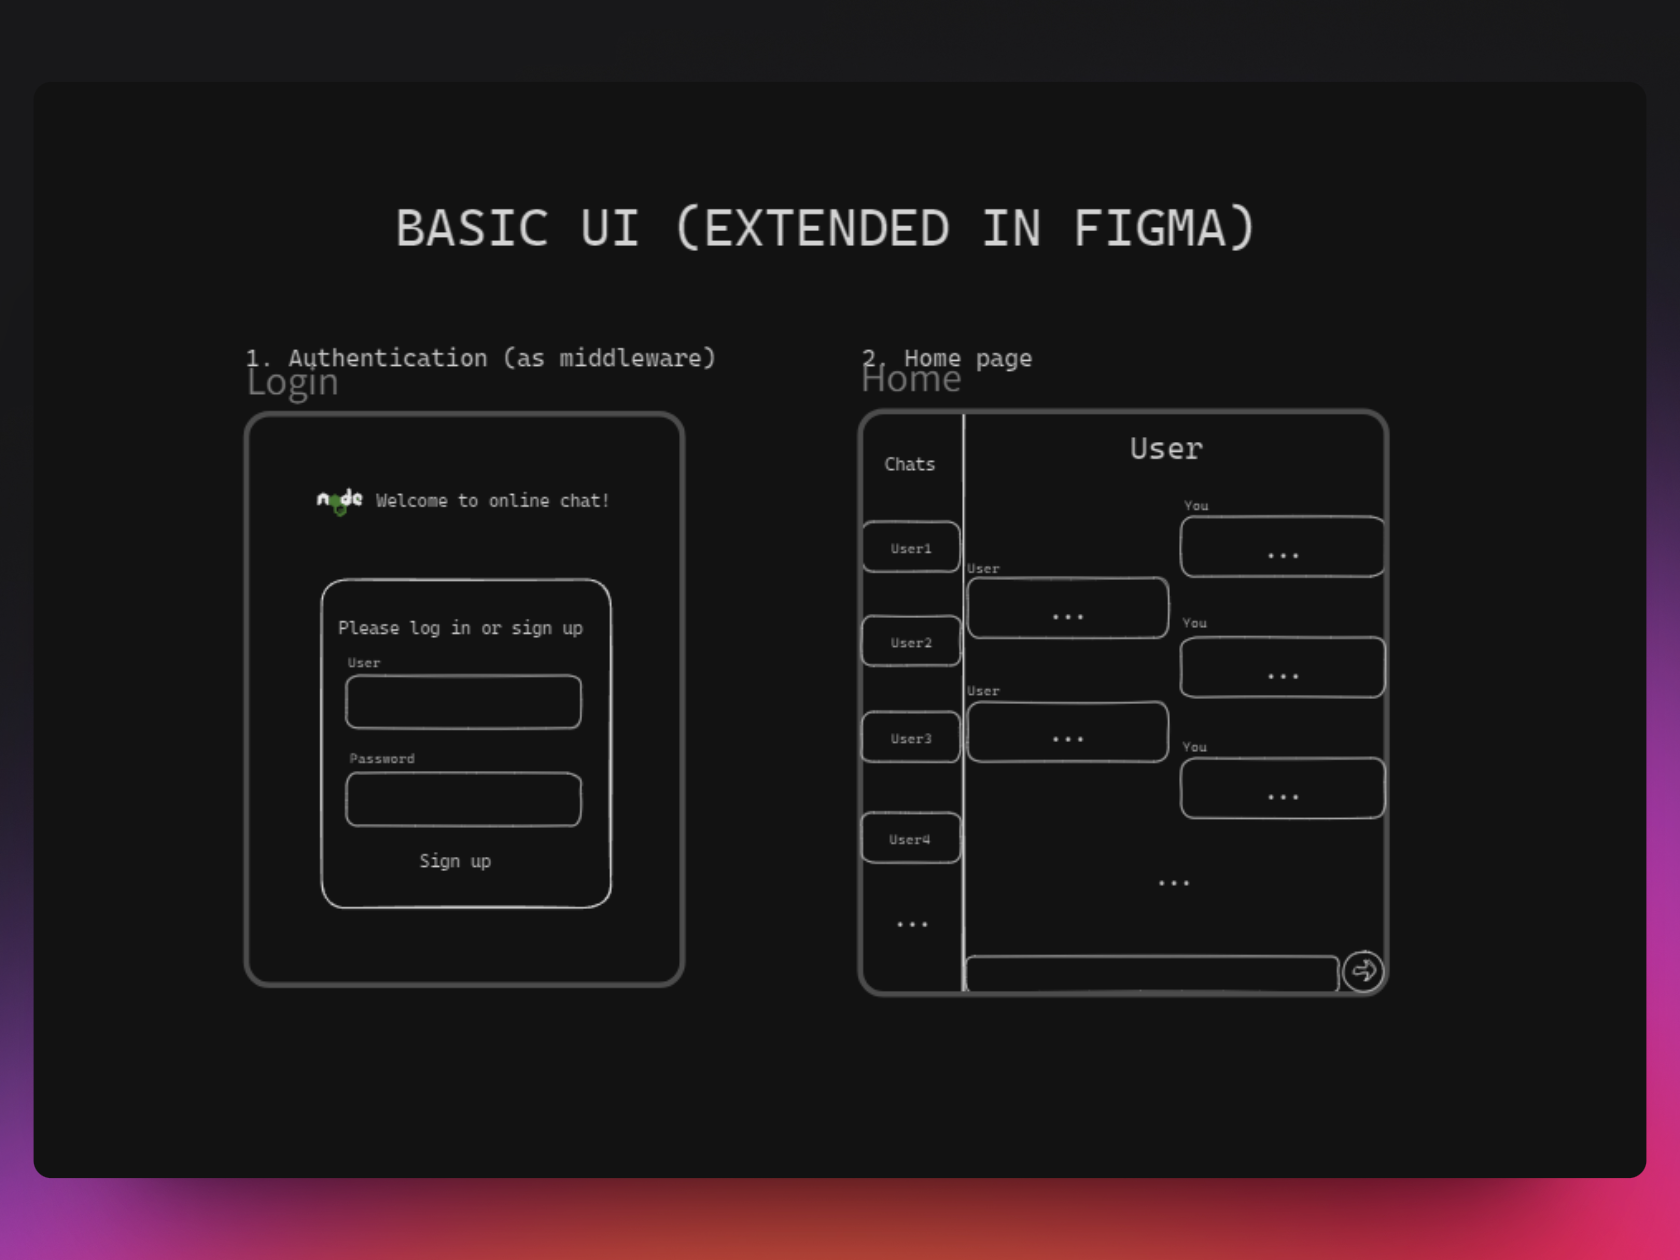 BASIC UI (EXTENDED IN FIGMA)
1. Authentication (as middleware)
Login
node Welcome to online chat!
Please log in or sign up
User
Password
Sign up
2. Home page
Home
Chats
User1
User2
User3
User4
...
User
You
...
User
...
You
...
User
...
You
...
...